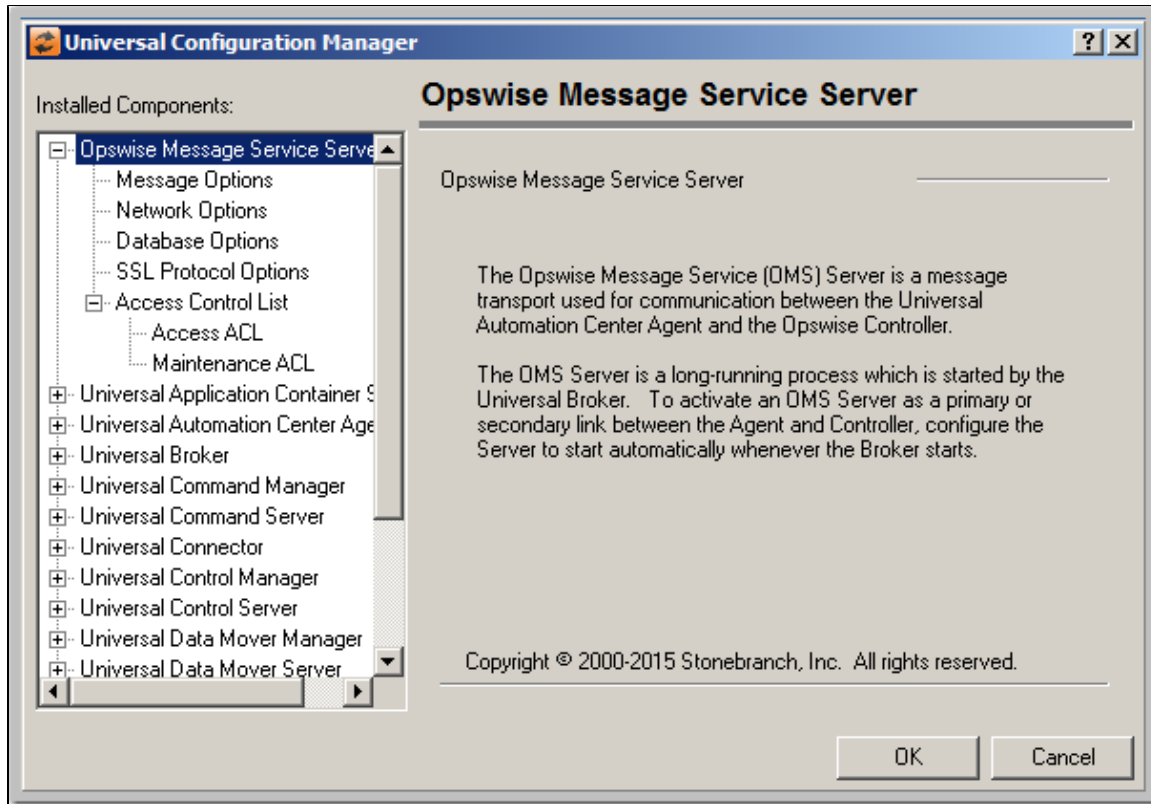 Universal Configuration Manager
Installed Components:
Opswise Message Service Serve
Message Options
Network Options
Database Options
SSL Protocol Options
Access Control List
Access ACL
Maintenance ACL
Universal Application Container S
Universal Automation Center Age
Universal Broker
Universal Command Manager
Universal Command Server
Universal Connector
Universal Control Manager
Universal Control Server
Universal Data Mover Manager
Universal Data Mover Server
Opswise Message Service Server
Opswise Message Service Server
The Opswise Message Service (OMS) Server is a message
transport used for communication between the Universal
Automation Center Agent and the Opswise Controller.
The OMS Server is a long-running process which is started by the
Universal Broker. To activate an OMS Server as a primary or
secondary link between the Agent and Controller, configure the
Server to start automatically whenever the Broker starts.
Copyright © 2000-2015 Stonebranch, Inc. All rights reserved.
OK
Cancel